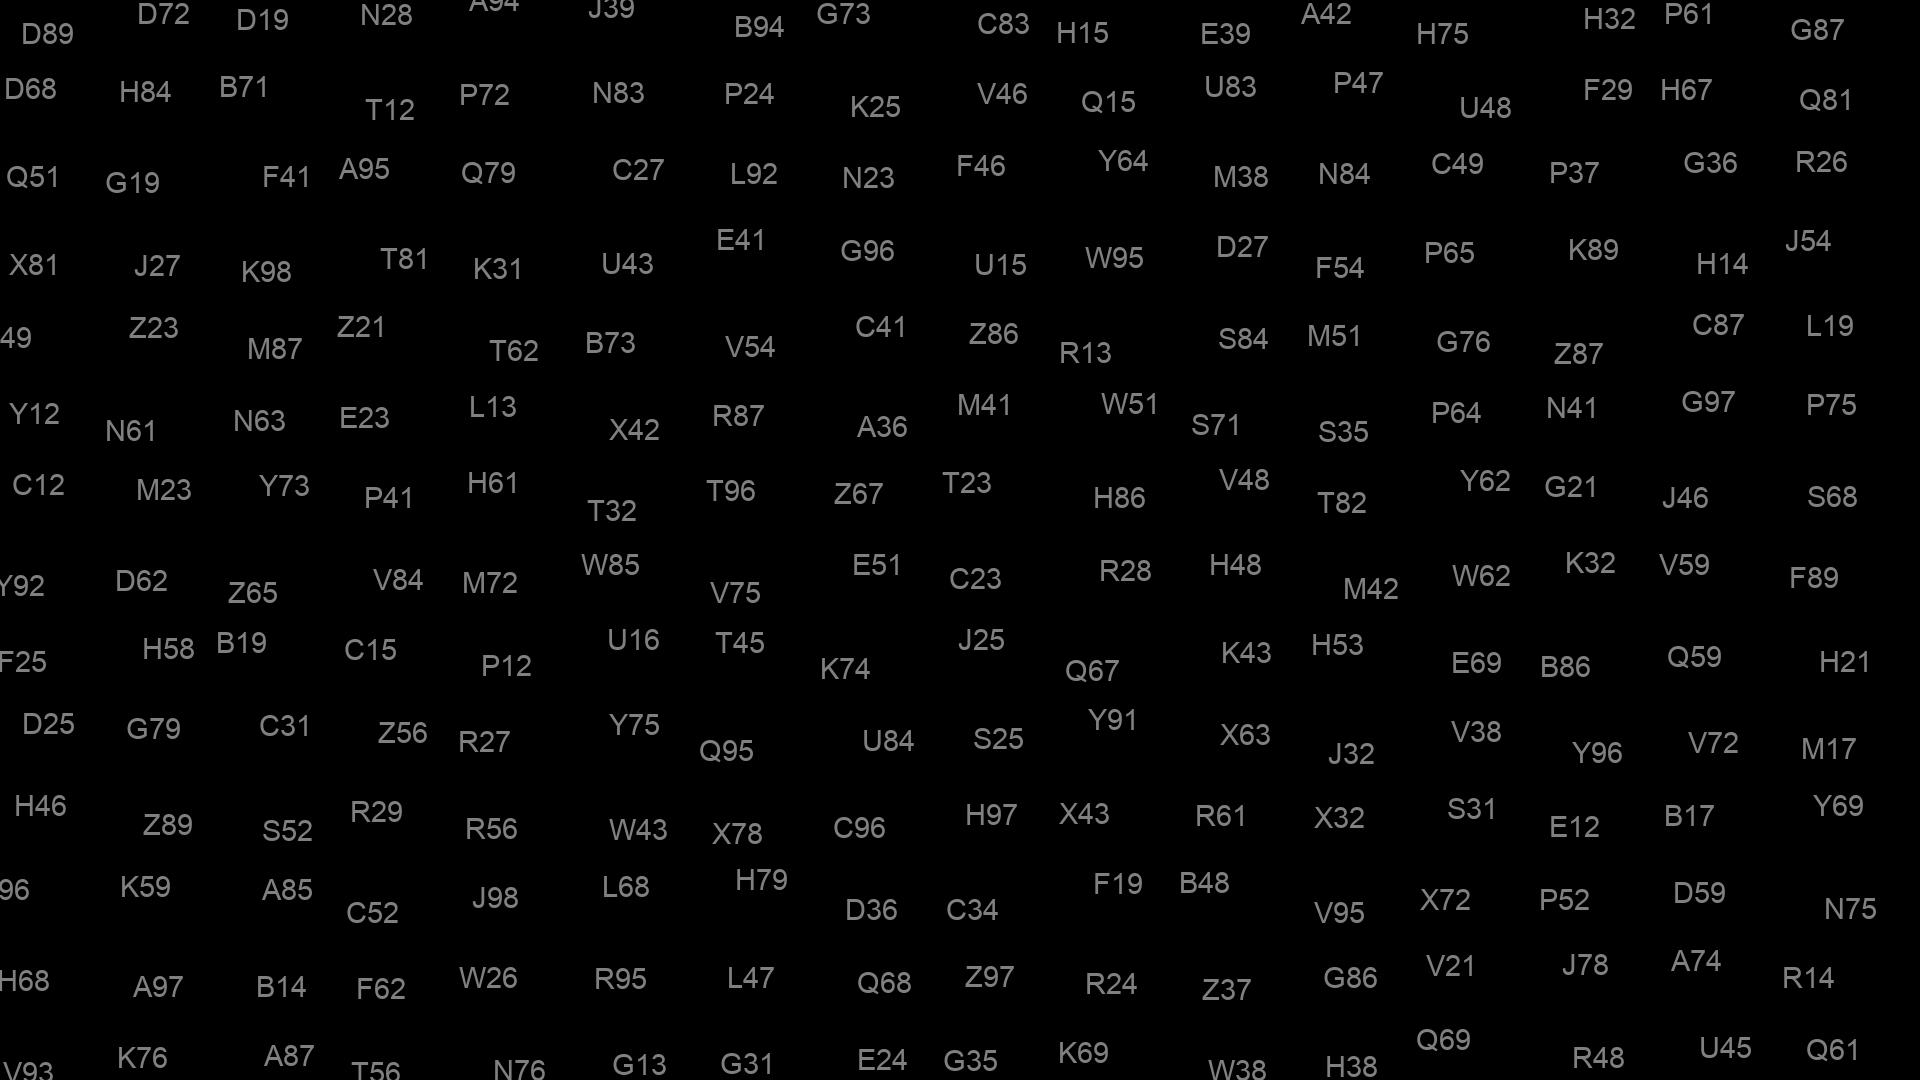 D89 D72 D19 N28 A94 J39 B94 G73 C83 H15 E39 A42 H75 H32 P61 G87
D68 H84 B71 T12 P72 N83 P24 K25 V46 Q15 U83 P47 U48 F29 H67 Q81
Q51 G19 F41 A95 Q79 C27 L92 N23 F46 Y64 M38 N84 C49 P37 G36 R26
X81 J27 K98 T81 K31 U43 E41 G96 U15 W95 D27 F54 P65 K89 H14 J54
49 Z23 M87 Z21 T62 B73 V54 C41 Z86 R13 S84 M51 G76 Z87 C87 L19
Y12 N61 N63 E23 L13 X42 R87 A36 M41 W51 S71 S35 P64 N41 G97 P75
C12 M23 Y73 P41 H61 T32 T96 Z67 T23 H86 V48 T82 Y62 G21 J46 S68
Y92 D62 Z65 V84 M72 W85 V75 E51 C23 R28 H48 M42 W62 K32 V59 F89
F25 H58 B19 C15 P12 U16 T45 K74 J25 Q67 K43 H53 E69 B86 Q59 H21
D25 G79 C31 Z56 R27 Y75 Q95 U84 S25 Y91 X63 J32 V38 Y96 V72 M17
H46 Z89 S52 R29 R56 W43 X78 C96 H97 X43 R61 X32 S31 E12 B17 Y69
96 K59 A85 C52 J98 L68 H79 D36 C34 F19 B48 V95 X72 P52 D59 N75
H68 A97 B14 F62 W26 R95 L47 Q68 Z97 R24 Z37 G86 V21 J78 A74 R14
V93 K76 A87 T56 N76 G13 G31 E24 G35 K69 W38 H38 Q69 R48 U45 Q61